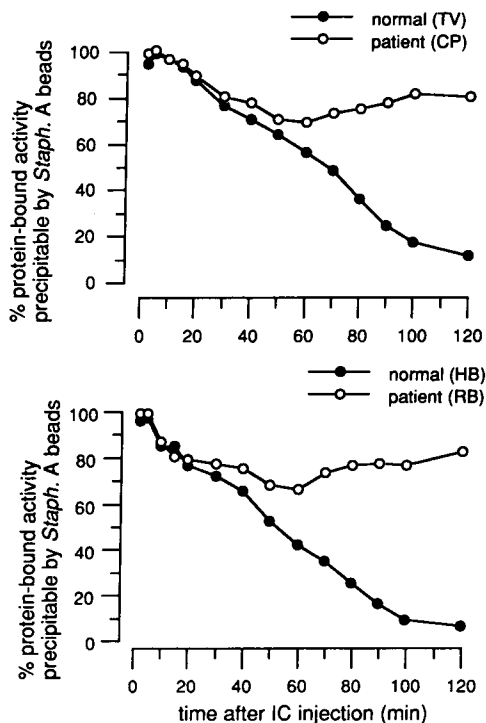 normal (TV)
patient (CP)
% protein-bound activity
precipitable by Staph. A beads
100
80
60
40
20
0
0 20 40 60 80 100 120
normal (HB)
patient (RB)
% protein-bound activity
precipitable by Staph. A beads
100
80
60
40
20
0
0 20 40 60 80 100 120
time after IC injection (min)